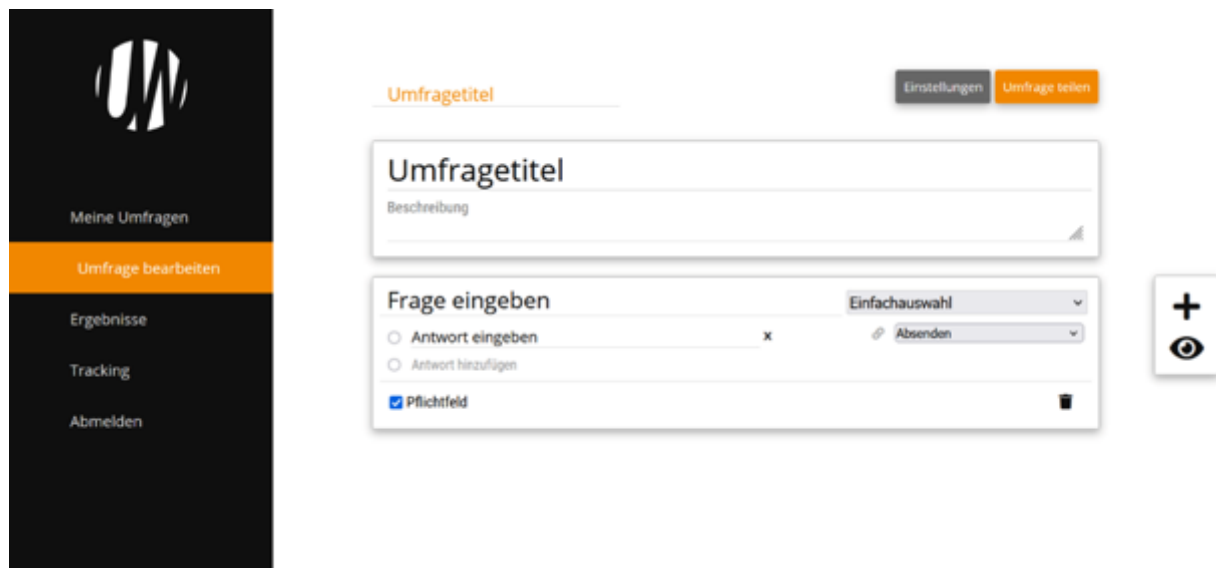 Meine Umfragen
Umfrage bearbeiten
Ergebnisse
Tracking
Abmelden
Umfragetitel
Einstellungen
Umfrage teilen
Umfragetitel
Beschreibung
Frage eingeben
Einfachauswahl
Antwort eingeben
x
Absenden
Antwort hinzufügen
Pflichtfeld